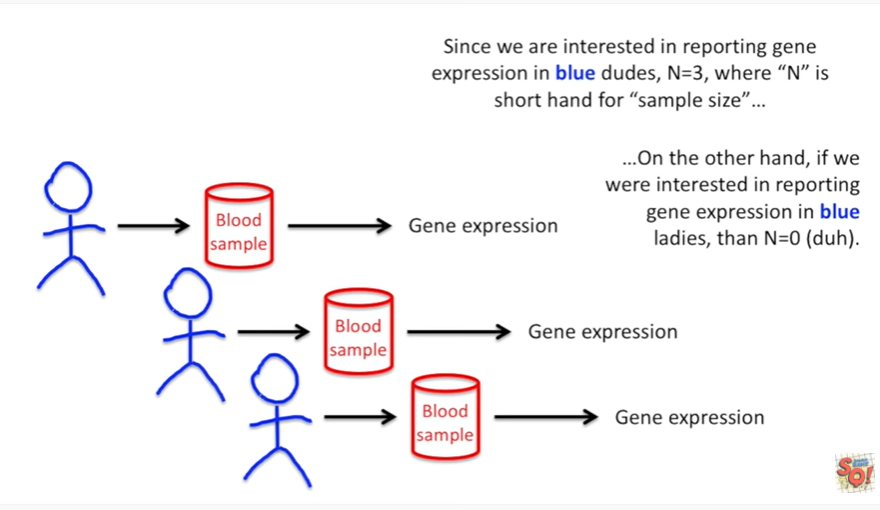 Since we are interested in reporting gene
expression in blue dudes, N=3, where “N” is
short hand for “sample size”...
...On the other hand, if we
were interested in reporting
gene expression in blue
ladies, than N=0 (duh).
Blood
sample
Gene expression
Blood
sample
Gene expression
Blood
sample
Gene expression
SQ!